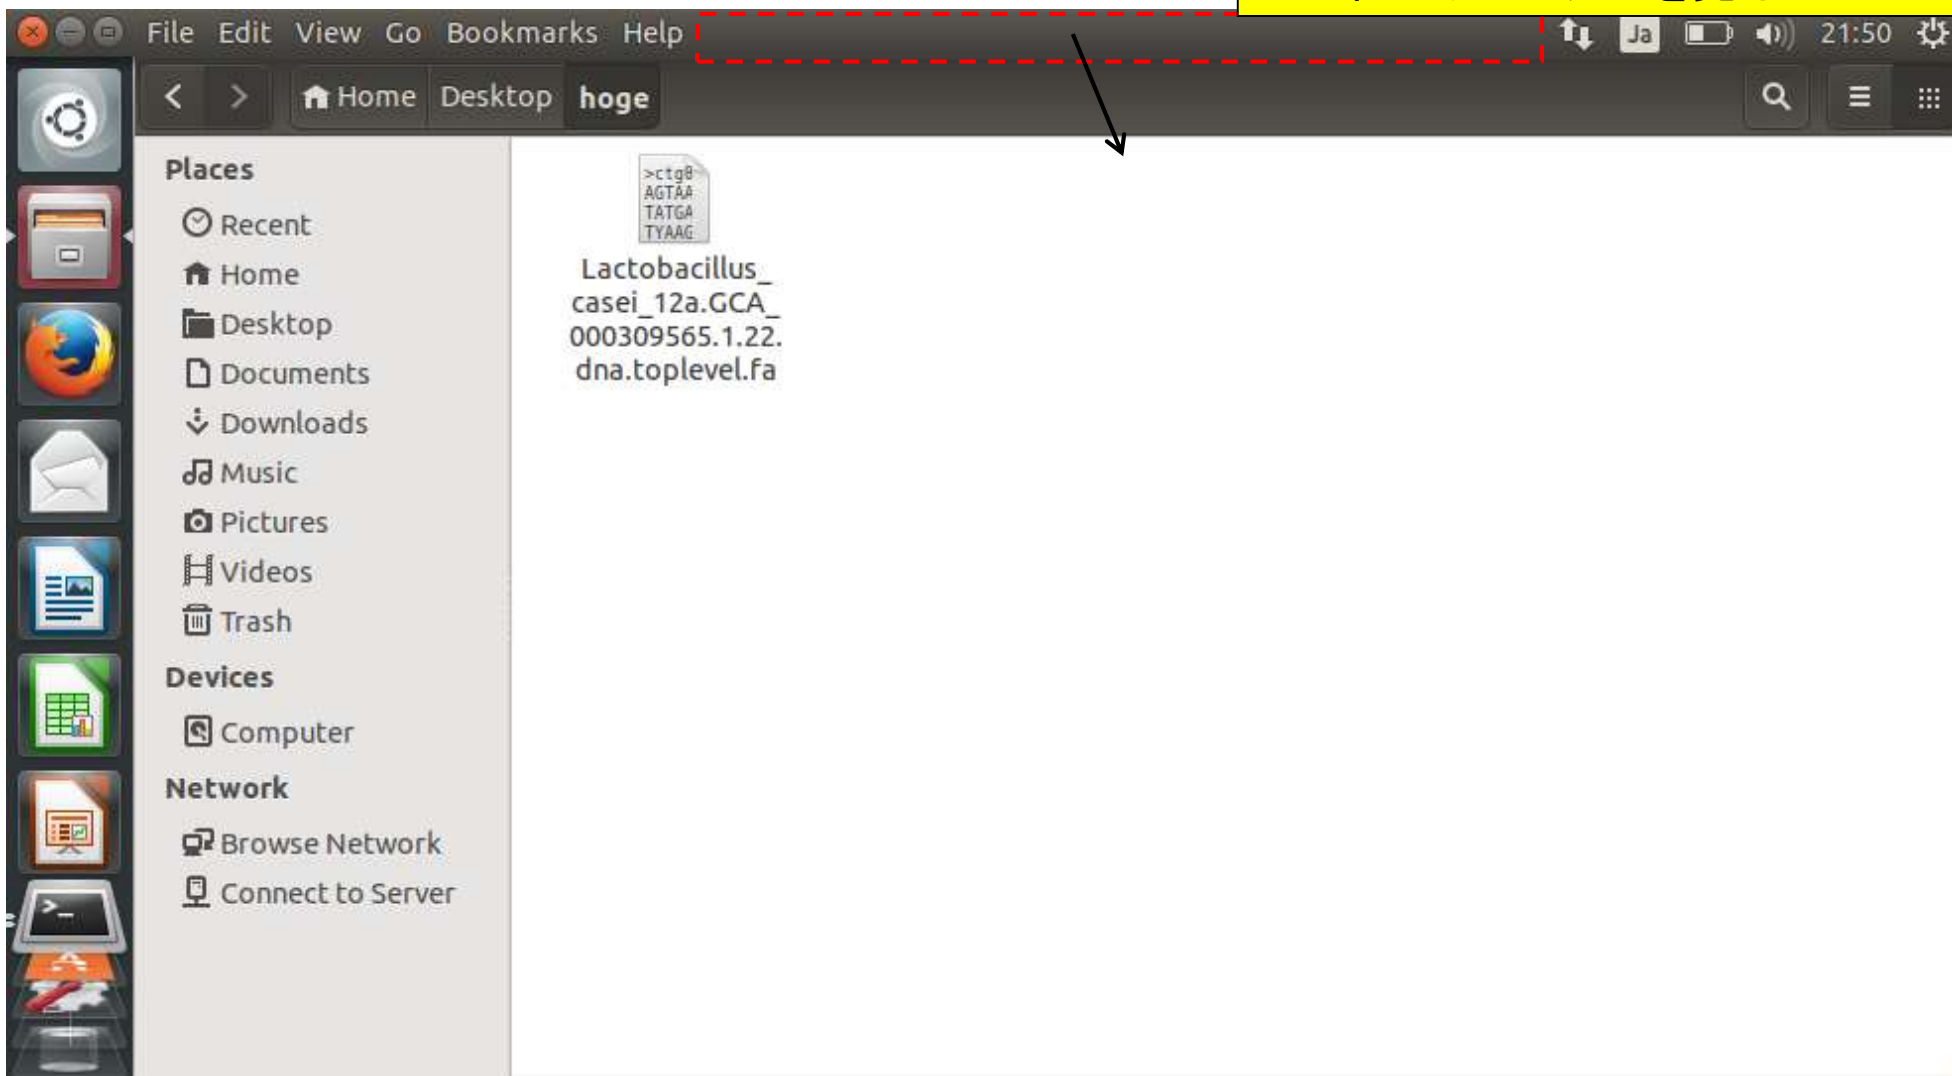 File Edit View Go Bookmarks Help
Ja
21:50
Home Desktop hoge
Places
Recent
Home
Desktop
Documents
Downloads
Music
Pictures
Videos
Trash
Devices
Computer
Network
Browse Network
Connect to Server
>ctg0
AGTAA
TATGA
TYAAG
Lactobacillus_
casei_12a.GCA_
000309565.1.22.
dna.toplevel.fa